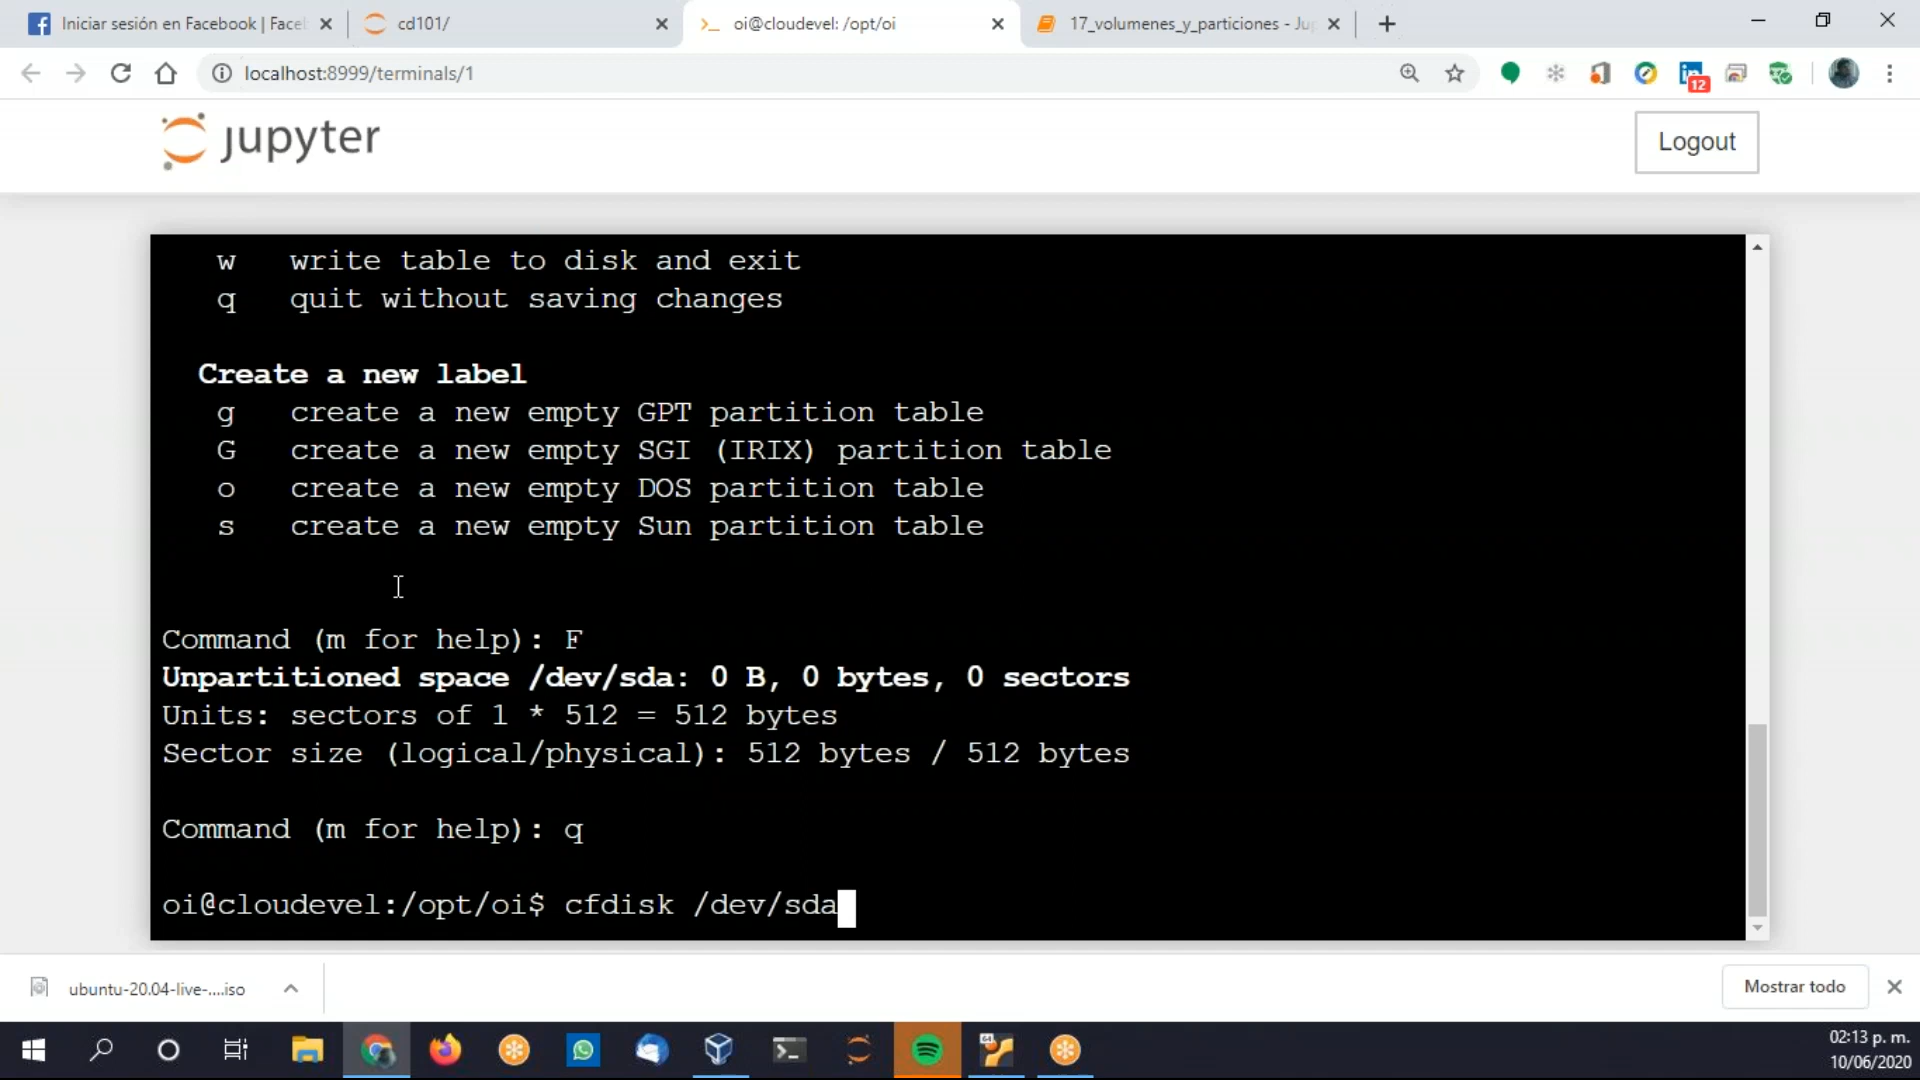 Iniciar sesión en Facebook | Face
cd101/
oi@cloudevel: /opt/oi
17_volumenes_y_particiones - Ju
localhost:8999/terminals/1
12
jupyter
Logout
w write table to disk and exit
q quit without saving changes
Create a new label
g create a new empty GPT partition table
G create a new empty SGI (IRIX) partition table
o create a new empty DOS partition table
s create a new empty Sun partition table
Command (m for help): F
Unpartitioned space /dev/sda: 0 B, 0 bytes, 0 sectors
Units: sectors of 1 * 512 = 512 bytes
Sector size (logical/physical): 512 bytes / 512 bytes
Command (m for help): q
oi@cloudevel:/opt/oi$ cfdisk /dev/sda
ubuntu-20.04-live-....iso
Mostrar todo
64
02:13 p. m.
10/06/2020